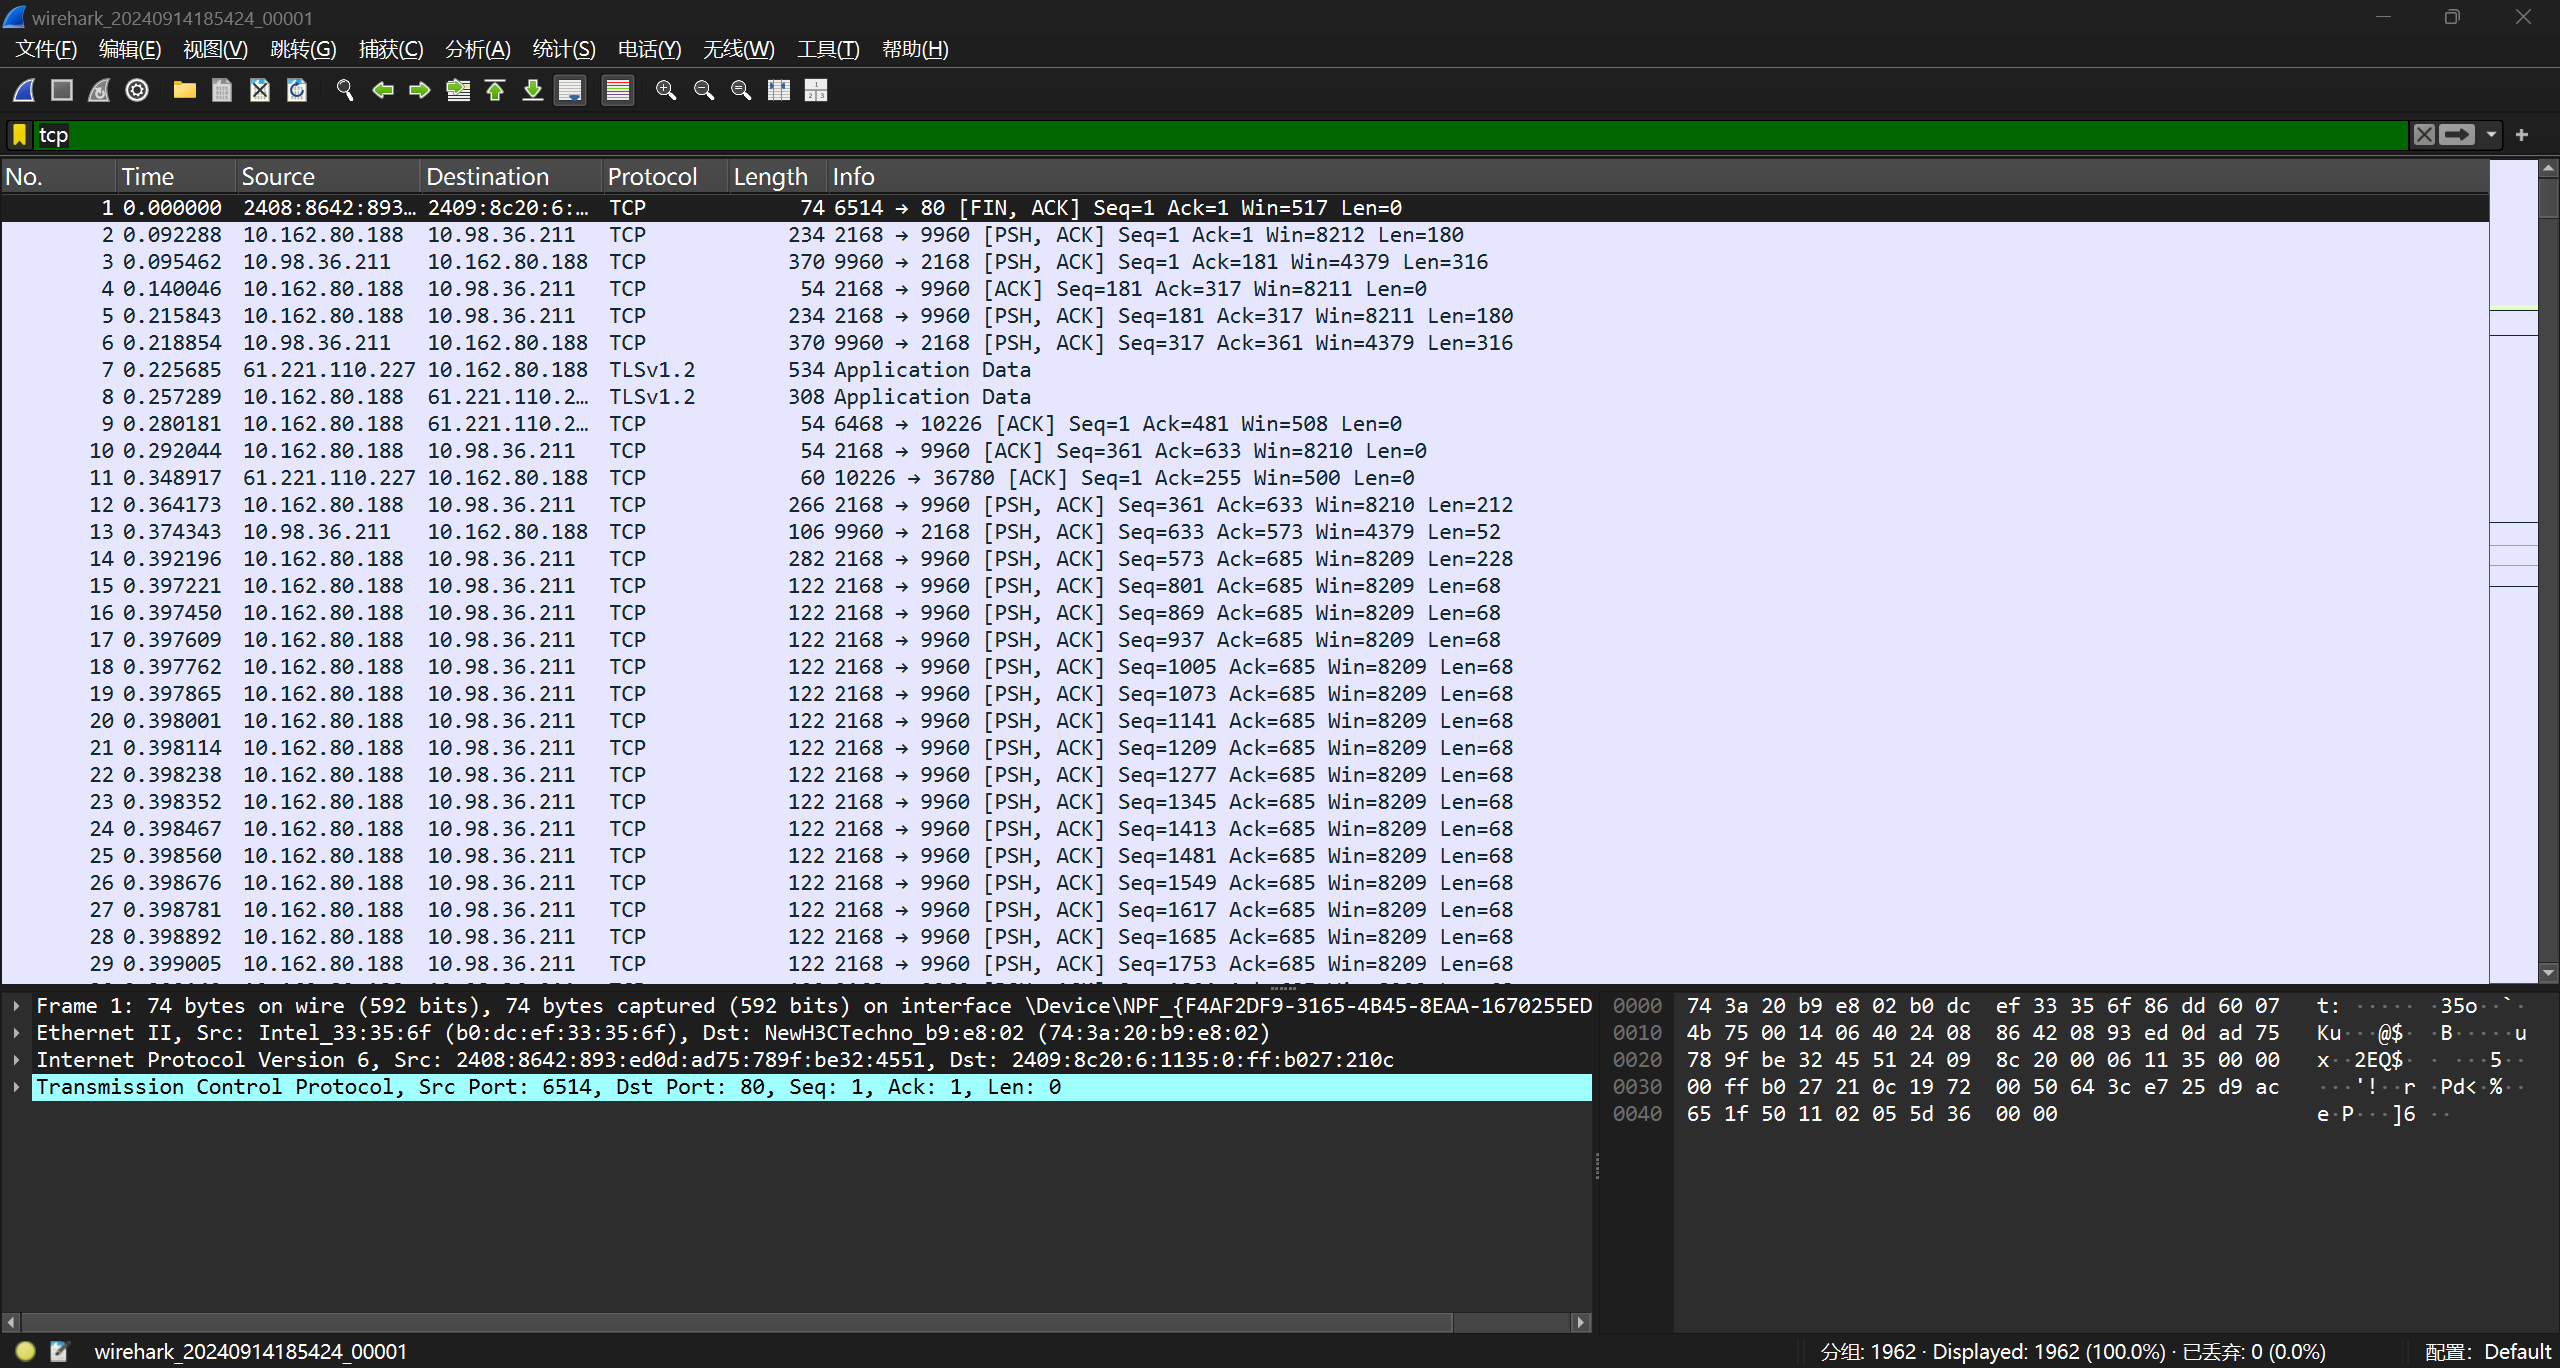 wirehark_20240914185424_00001
文件(F) 编辑(E) 视图(V) 跳转(G) 捕获(C) 分析(A) 统计(S) 电话(Y) 无线(W) 工具(T) 帮助(H)
tcp
No. Time Source Destination Protocol Length Info
1 0.000000 2408:8642:893… 2409:8c20:6:… TCP 74 6514 → 80 [FIN, ACK] Seq=1 Ack=1 Win=517 Len=0
2 0.092288 10.162.80.188 10.98.36.211 TCP 234 2168 → 9960 [PSH, ACK] Seq=1 Ack=1 Win=8212 Len=180
3 0.095462 10.98.36.211 10.162.80.188 TCP 370 9960 → 2168 [PSH, ACK] Seq=1 Ack=181 Win=4379 Len=316
4 0.140046 10.162.80.188 10.98.36.211 TCP 54 2168 → 9960 [ACK] Seq=181 Ack=317 Win=8211 Len=0
5 0.215843 10.162.80.188 10.98.36.211 TCP 234 2168 → 9960 [PSH, ACK] Seq=181 Ack=317 Win=8211 Len=180
6 0.218854 10.98.36.211 10.162.80.188 TCP 370 9960 → 2168 [PSH, ACK] Seq=317 Ack=361 Win=4379 Len=316
7 0.225685 61.221.110.227 10.162.80.188 TLSv1.2 534 Application Data
8 0.257289 10.162.80.188 61.221.110.2… TLSv1.2 308 Application Data
9 0.280181 10.162.80.188 61.221.110.2… TCP 54 6468 → 10226 [ACK] Seq=1 Ack=481 Win=508 Len=0
10 0.292044 10.162.80.188 10.98.36.211 TCP 54 2168 → 9960 [ACK] Seq=361 Ack=633 Win=8210 Len=0
11 0.348917 61.221.110.227 10.162.80.188 TCP 60 10226 → 36780 [ACK] Seq=1 Ack=255 Win=500 Len=0
12 0.364173 10.162.80.188 10.98.36.211 TCP 266 2168 → 9960 [PSH, ACK] Seq=361 Ack=633 Win=8210 Len=212
13 0.374343 10.98.36.211 10.162.80.188 TCP 106 9960 → 2168 [PSH, ACK] Seq=633 Ack=573 Win=4379 Len=52
14 0.392196 10.162.80.188 10.98.36.211 TCP 282 2168 → 9960 [PSH, ACK] Seq=573 Ack=685 Win=8209 Len=228
15 0.397221 10.162.80.188 10.98.36.211 TCP 122 2168 → 9960 [PSH, ACK] Seq=801 Ack=685 Win=8209 Len=68
16 0.397450 10.162.80.188 10.98.36.211 TCP 122 2168 → 9960 [PSH, ACK] Seq=869 Ack=685 Win=8209 Len=68
17 0.397609 10.162.80.188 10.98.36.211 TCP 122 2168 → 9960 [PSH, ACK] Seq=937 Ack=685 Win=8209 Len=68
18 0.397762 10.162.80.188 10.98.36.211 TCP 122 2168 → 9960 [PSH, ACK] Seq=1005 Ack=685 Win=8209 Len=68
19 0.397865 10.162.80.188 10.98.36.211 TCP 122 2168 → 9960 [PSH, ACK] Seq=1073 Ack=685 Win=8209 Len=68
20 0.398001 10.162.80.188 10.98.36.211 TCP 122 2168 → 9960 [PSH, ACK] Seq=1141 Ack=685 Win=8209 Len=68
21 0.398114 10.162.80.188 10.98.36.211 TCP 122 2168 → 9960 [PSH, ACK] Seq=1209 Ack=685 Win=8209 Len=68
22 0.398238 10.162.80.188 10.98.36.211 TCP 122 2168 → 9960 [PSH, ACK] Seq=1277 Ack=685 Win=8209 Len=68
23 0.398352 10.162.80.188 10.98.36.211 TCP 122 2168 → 9960 [PSH, ACK] Seq=1345 Ack=685 Win=8209 Len=68
24 0.398467 10.162.80.188 10.98.36.211 TCP 122 2168 → 9960 [PSH, ACK] Seq=1413 Ack=685 Win=8209 Len=68
25 0.398560 10.162.80.188 10.98.36.211 TCP 122 2168 → 9960 [PSH, ACK] Seq=1481 Ack=685 Win=8209 Len=68
26 0.398676 10.162.80.188 10.98.36.211 TCP 122 2168 → 9960 [PSH, ACK] Seq=1549 Ack=685 Win=8209 Len=68
27 0.398781 10.162.80.188 10.98.36.211 TCP 122 2168 → 9960 [PSH, ACK] Seq=1617 Ack=685 Win=8209 Len=68
28 0.398892 10.162.80.188 10.98.36.211 TCP 122 2168 → 9960 [PSH, ACK] Seq=1685 Ack=685 Win=8209 Len=68
29 0.399005 10.162.80.188 10.98.36.211 TCP 122 2168 → 9960 [PSH, ACK] Seq=1753 Ack=685 Win=8209 Len=68
Frame 1: 74 bytes on wire (592 bits), 74 bytes captured (592 bits) on interface \Device\NPF_{F4AF2DF9-3165-4B45-8EAA-1670255ED
Ethernet II, Src: Intel_33:35:6f (b0:dc:ef:33:35:6f), Dst: NewH3CTechno_b9:e8:02 (74:3a:20:b9:e8:02)
Internet Protocol Version 6, Src: 2408:8642:893:ed0d:ad75:789f:be32:4551, Dst: 2409:8c20:6:1135:0:ff:b027:210c
Transmission Control Protocol, Src Port: 6514, Dst Port: 80, Seq: 1, Ack: 1, Len: 0
0000 74 3a 20 b9 e8 02 b0 dc ef 33 35 6f 86 dd 60 07 t: ····· ·35o··`·
0010 4b 75 00 14 06 40 24 08 86 42 08 93 ed 0d ad 75 Ku···@$· ·B·····u
0020 78 9f be 32 45 51 24 09 8c 20 00 06 11 35 00 00 x··2EQ$· · ···5··
0030 00 ff b0 27 21 0c 19 72 00 50 64 3c e7 25 d9 ac ···'!··r ·Pd<·%··
0040 65 1f 50 11 02 05 5d 36 00 00 e·P···]6 ··
wirehark_20240914185424_00001 分组: 1962 · Displayed: 1962 (100.0%) · 已丢弃: 0 (0.0%) 配置: Default